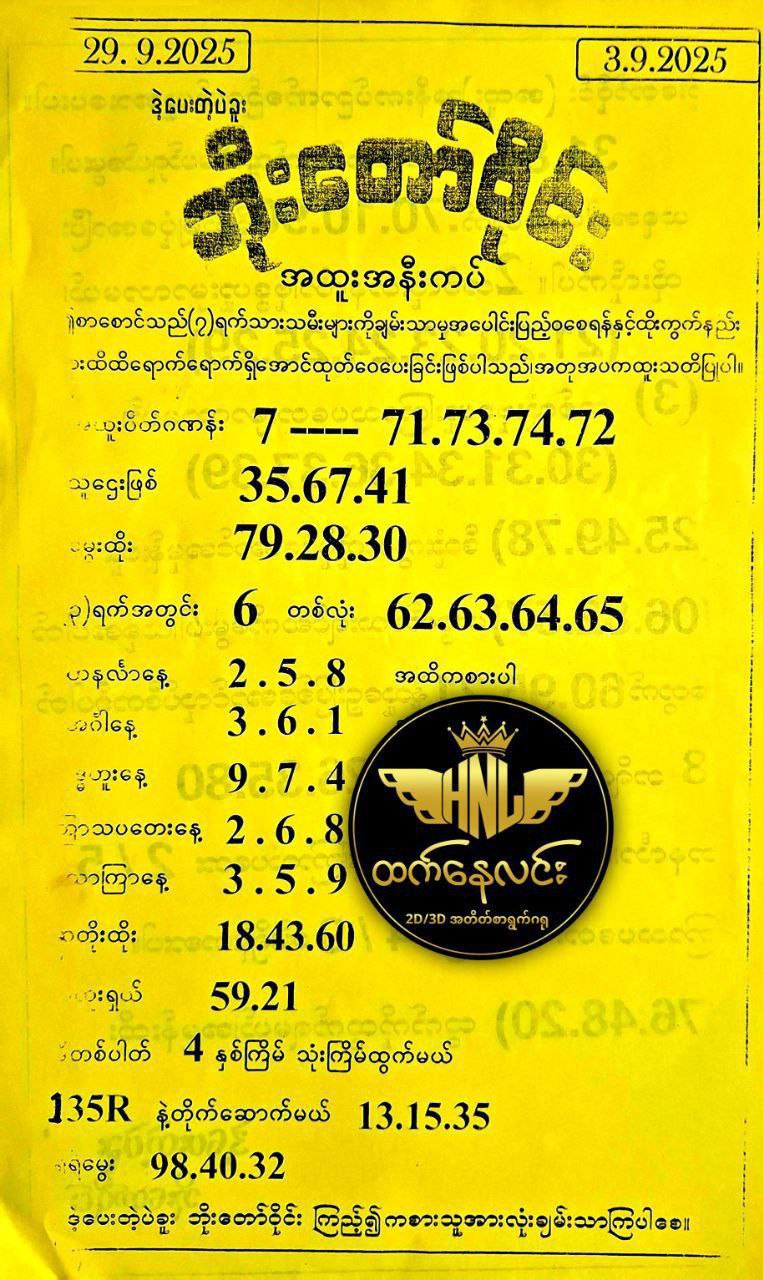 29.9.2025
3.9.2025
ဒဲ့ပေးတဲ့ပဲခူး
ဘိုးတော်ဝိုင်း
အထူးအနီးကပ်
စာစောင်သည်(၇)ရက်သားသမီးများကိုချမ်းသာမှုအပေါင်းပြည့်ဝစေရန်နှင့်ထိုးကွက်နည်း
ထိထိရောက်ရောက်ရှိအောင်ထုတ်ဝေပေးခြင်းဖြစ်ပါသည်၊အတုအပကထူးသတိပြုပါ။
အထူးပိတ်ဂဏန်း 7 ---- 71.73.74.72
သူဌေးဖြစ် 35.67.41
မွေးထိုး 79.28.30
၃)ရက်အတွင်း 6 တစ်လုံး 62.63.64.65
တနင်္လာနေ့ 2.5.8 အထိကစားပါ
အင်္ဂါနေ့ 3.6.1
ဗုဒ္ဓဟူးနေ့ 9.7.4
ကြာသပတေးနေ့ 2.6.8
သောကြာနေ့ 3.5.9
တိုးထိုး 18.43.60
ရှယ် 59.21
ဒီတစ်ပါတ် 4 နှစ်ကြိမ် သုံးကြိမ်ထွက်မယ်
135R နဲ့တိုက်ဆောက်မယ် 13.15.35
ရေမွှေး 98.40.32
ဒဲ့ပေးတဲ့ပဲခူး ဘိုးတော်ဝိုင်း ကြည့်၍ကစားသူအားလုံးချမ်းသာကြပါစေ။
HNL
ထက်နေလင်း
2D/3D အတိတ်စာရွက်ဂရု